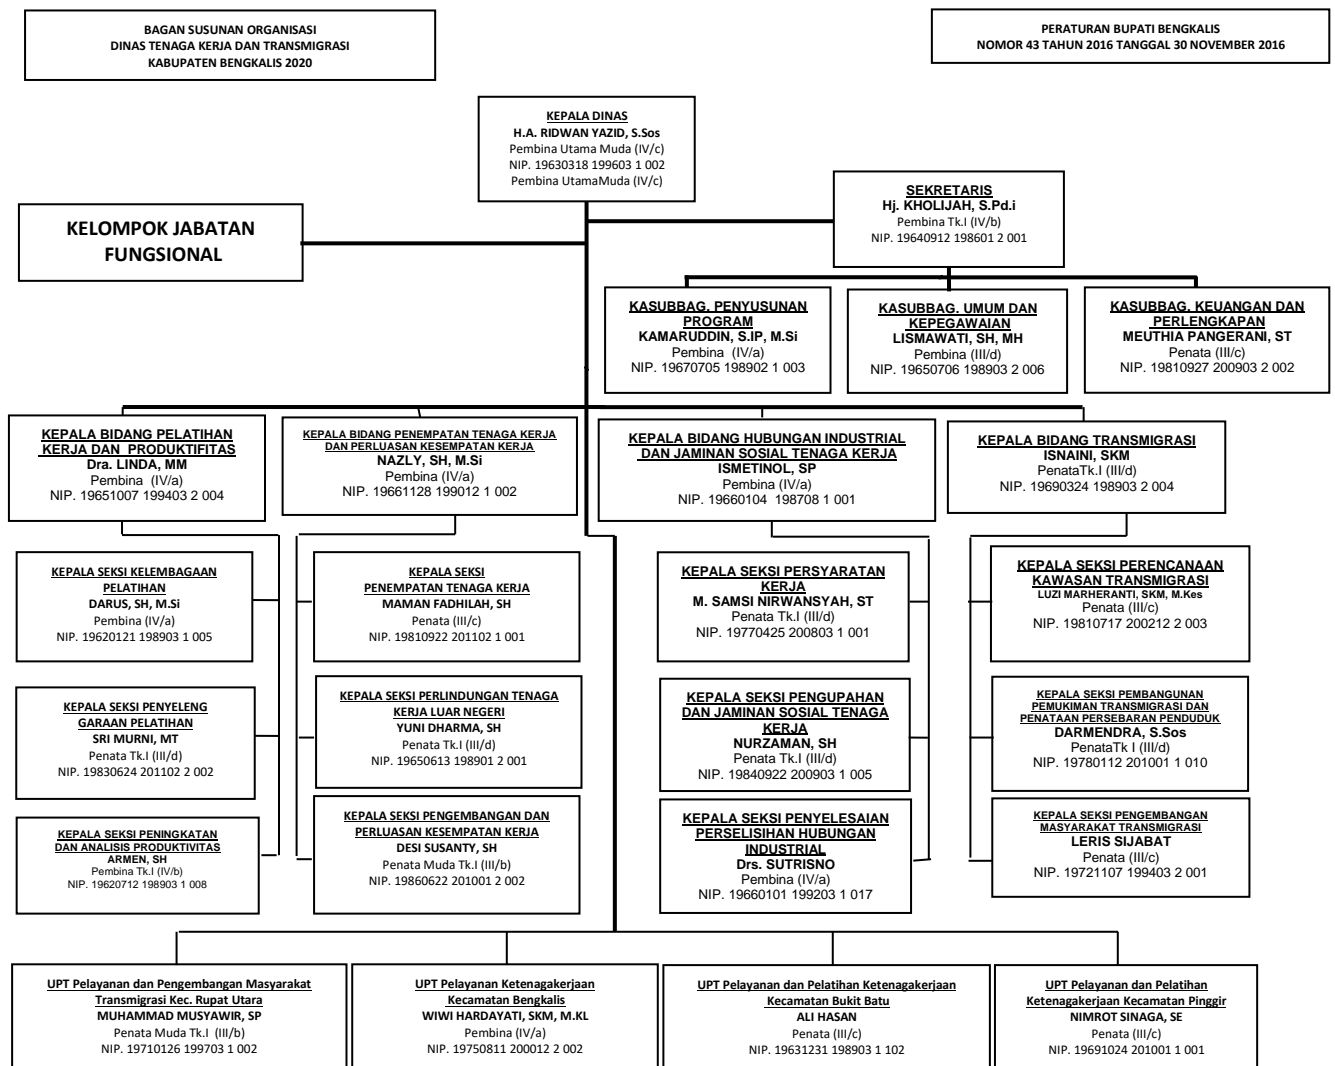 BAGAN SUSUNAN ORGANISASI
DINAS TENAGA KERJA DAN TRANSMIGRASI
KABUPATEN BENGKALIS 2020
PERATURAN BUPATI BENGKALIS
NOMOR 43 TAHUN 2016 TANGGAL 30 NOVEMBER 2016
KEPALA DINAS
H.A. RIDWAN YAZID, S.Sos
Pembina Utama Muda (IV/c)
NIP. 19630318 199603 1 002
Pembina UtamaMuda (IV/c)
SEKRETARIS
Hj. KHOLIJAH, S.Pd.i
Pembina Tk.I (IV/b)
NIP. 19640912 198601 2 001
KELOMPOK JABATAN
FUNGSIONAL
KASUBBAG. PENYUSUNAN
PROGRAM
KAMARUDDIN, S.IP, M.Si
Pembina (IV/a)
NIP. 19670705 198902 1 003
KASUBBAG. UMUM DAN
KEPEGAWAIAN
LISMAWATI, SH, MH
Pembina (III/d)
NIP. 19650706 198903 2 006
KASUBBAG. KEUANGAN DAN
PERLENGKAPAN
MEUTHIA PANGERANI, ST
Penata (III/c)
NIP. 19810927 200903 2 002
KEPALA BIDANG PELATIHAN
KERJA DAN PRODUKTIFITAS
Dra. LINDA, MM
Pembina (IV/a)
NIP. 19651007 199403 2 004
KEPALA BIDANG PENEMPATAN TENAGA KERJA
DAN PERLUASAN KESEMPATAN KERJA
NAZLY, SH, M.Si
Pembina (IV/a)
NIP. 19661128 199012 1 002
KEPALA BIDANG HUBUNGAN INDUSTRIAL
DAN JAMINAN SOSIAL TENAGA KERJA
ISMETINOL, SP
Pembina (IV/a)
NIP. 19660104 198708 1 001
KEPALA BIDANG TRANSMIGRASI
ISNAINI, SKM
PenataTk.I (III/d)
NIP. 19690324 198903 2 004
KEPALA SEKSI KELEMBAGAAN
PELATIHAN
DARUS, SH, M.Si
Pembina (IV/a)
NIP. 19620121 198903 1 005
KEPALA SEKSI
PENEMPATAN TENAGA KERJA
MAMAN FADHILAH, SH
Penata (III/c)
NIP. 19810922 201102 1 001
KEPALA SEKSI PERSYARATAN
KERJA
M. SAMSI NIRWANSYAH, ST
Penata Tk.I (III/d)
NIP. 19770425 200803 1 001
KEPALA SEKSI PERENCANAAN
KAWASAN TRANSMIGRASI
LUZI MARHERANTI, SKM, M.Kes
Penata (III/c)
NIP. 19810717 200212 2 003
KEPALA SEKSI PENYELENG
GARAAN PELATIHAN
SRI MURNI, MT
Penata Tk.I (III/d)
NIP. 19830624 201102 2 002
KEPALA SEKSI PERLINDUNGAN TENAGA
KERJA LUAR NEGERI
YUNI DHARMA, SH
Penata Tk.I (III/d)
NIP. 19650613 198901 2 001
KEPALA SEKSI PENGUPAHAN
DAN JAMINAN SOSIAL TENAGA
KERJA
NURZAMAN, SH
Penata Tk.I (III/d)
NIP. 19840922 200903 1 005
KEPALA SEKSI PEMBANGUNAN
PEMUKIMAN TRANSMIGRASI DAN
PENATAAN PERSEBARAN PENDUDUK
DARMENDRA, S.Sos
PenataTk I (III/d)
NIP. 19780112 201001 1 010
KEPALA SEKSI PENINGKATAN
DAN ANALISIS PRODUKTIVITAS
ARMEN, SH
Pembina Tk.I (IV/b)
NIP. 19620712 198903 1 008
KEPALA SEKSI PENGEMBANGAN DAN
PERLUASAN KESEMPATAN KERJA
DESI SUSANTY, SH
Penata Muda Tk.I (III/b)
NIP. 19860622 201001 2 002
KEPALA SEKSI PENYELESAIAN
PERSELISIHAN HUBUNGAN
INDUSTRIAL
Drs. SUTRISNO
Pembina (IV/a)
NIP. 19660101 199203 1 017
KEPALA SEKSI PENGEMBANGAN
MASYARAKAT TRANSMIGRASI
LERIS SIJABAT
Penata (III/c)
NIP. 19721107 199403 2 001
UPT Pelayanan dan Pengembangan Masyarakat
Transmigrasi Kec. Rupat Utara
MUHAMMAD MUSYAWIR, SP
Penata Muda Tk.I (III/b)
NIP. 19710126 199703 1 002
UPT Pelayanan Ketenagakerjaan
Kecamatan Bengkalis
WIWI HARDAYATI, SKM, M.KL
Pembina (IV/a)
NIP. 19750811 200012 2 002
UPT Pelayanan dan Pelatihan Ketenagakerjaan
Kecamatan Bukit Batu
ALI HASAN
Penata (III/c)
NIP. 19631231 198903 1 102
UPT Pelayanan dan Pelatihan
Ketenagakerjaan Kecamatan Pinggir
NIMROT SINAGA, SE
Penata (III/c)
NIP. 19691024 201001 1 001